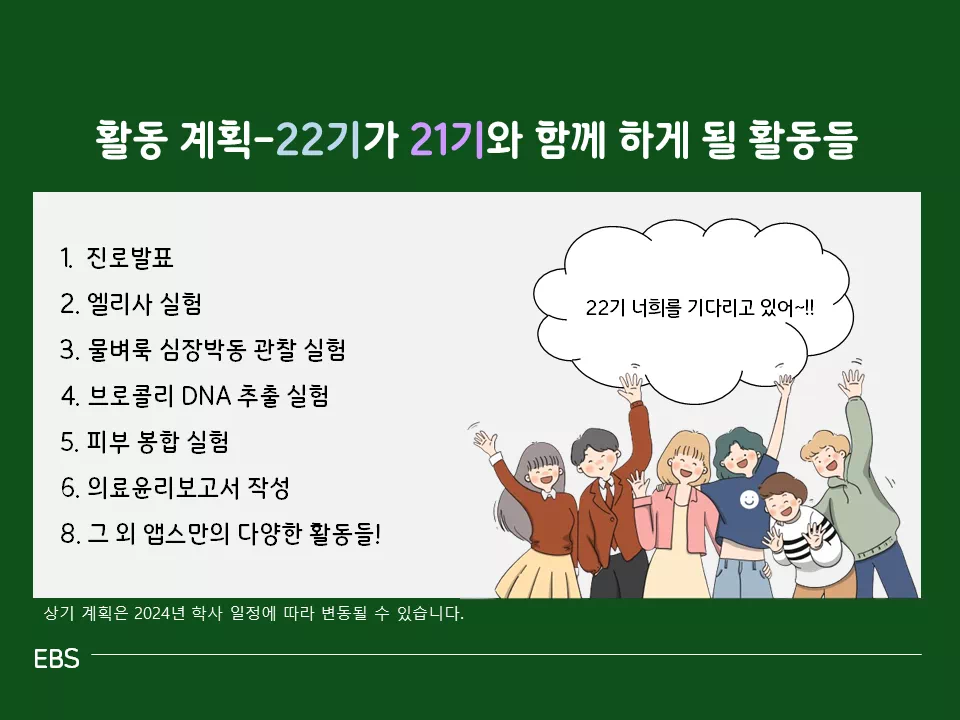 활동 계획-22기가 21기와 함께 하게 될 활동들
1. 진로발표
2. 엘리사 실험
3. 물벼룩 심장박동 관찰 실험
4. 브로콜리 DNA 추출 실험
5. 피부 봉합 실험
6. 의료윤리보고서 작성
8. 그 외 앱스만의 다양한 활동들!
22기 너희를 기다리고 있어~!!
상기 계획은 2024년 학사 일정에 따라 변동될 수 있습니다.
EBS